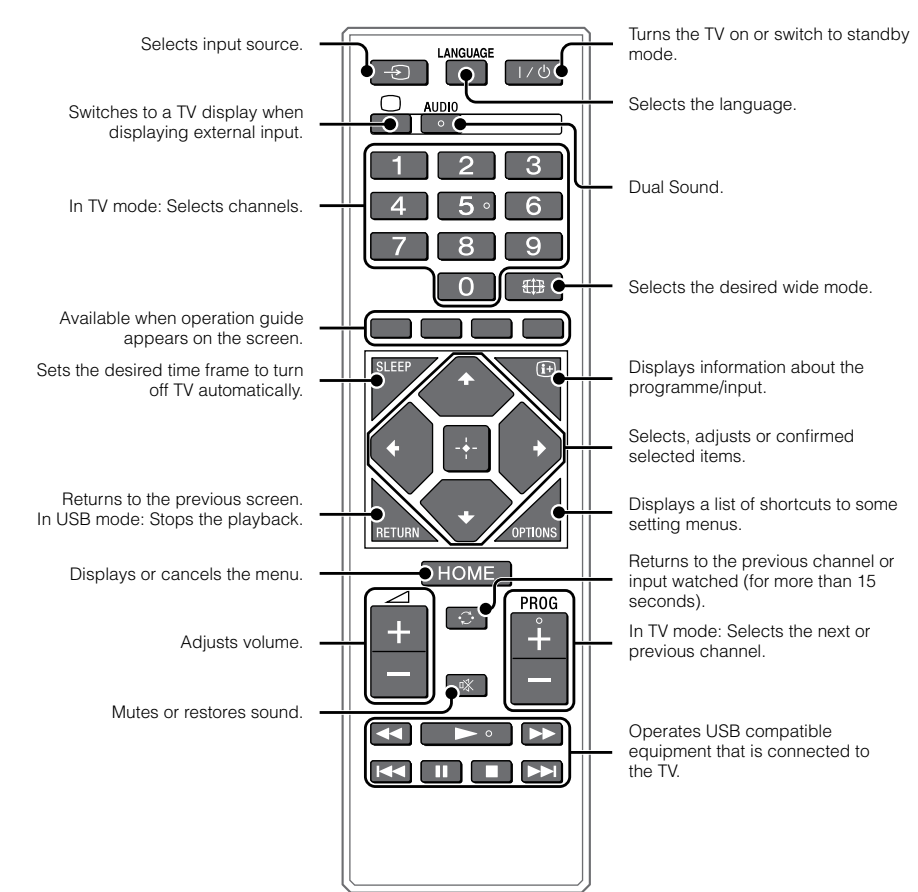 Selects input source.
LANGUAGE
Turns the TV on or switch to standby
mode.
Selects the language.
Switches to a TV display when
displaying external input.
AUDIO
Dual Sound.
In TV mode: Selects channels.
1 2 3
4 5 6
7 8 9
0
Selects the desired wide mode.
Available when operation guide
appears on the screen.
Sets the desired time frame to turn
off TV automatically.
SLEEP
Displays information about the
programme/input.
Selects, adjusts or confirmed
selected items.
Returns to the previous screen.
In USB mode: Stops the playback.
RETURN
OPTIONS
Displays a list of shortcuts to some
setting menus.
Displays or cancels the menu.
HOME
Returns to the previous channel or
input watched (for more than 15
seconds).
PROG
+ +
– –
Adjusts volume.
In TV mode: Selects the next or
previous channel.
Mutes or restores sound.
Operates USB compatible
equipment that is connected to
the TV.